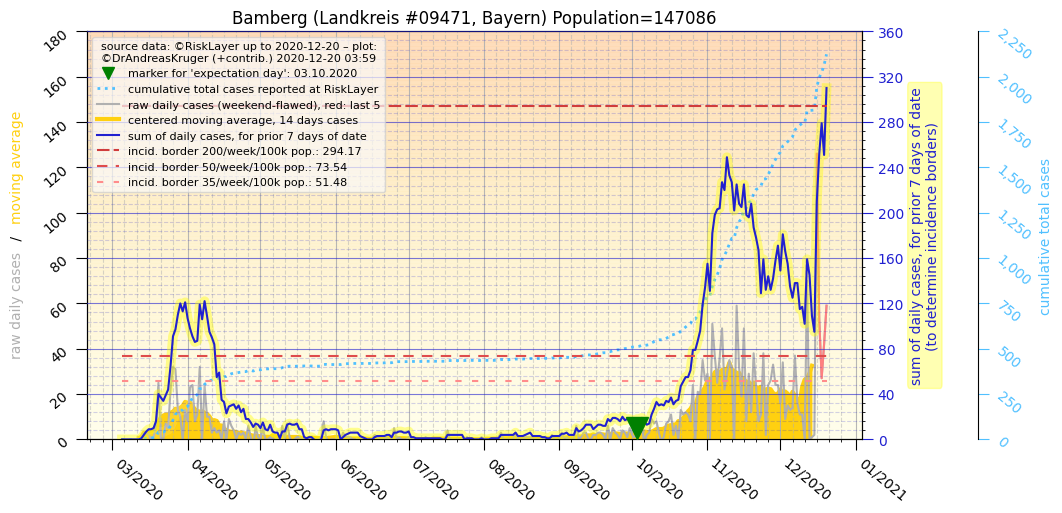 Bamberg (Landkreis #09471, Bayern) Population=147086
source data: ©RiskLayer up to 2020-12-20 – plot:
©DrAndreasKruger (+contrib.) 2020-12-20 03:59
marker for 'expectation day': 03.10.2020
cumulative total cases reported at RiskLayer
raw daily cases (weekend-flawed), red: last 5
centered moving average, 14 days cases
sum of daily cases, for prior 7 days of date
incid. border 200/week/100k pop.: 294.17
incid. border 50/week/100k pop.: 73.54
incid. border 35/week/100k pop.: 51.48
raw daily cases / moving average
180
160
140
120
100
80
60
40
20
0
03/2020
04/2020
05/2020
06/2020
07/2020
08/2020
09/2020
10/2020
11/2020
12/2020
01/2021
360
320
280
240
200
160
120
80
40
0
sum of daily cases, for prior 7 days of date
(to determine incidence borders)
2,250
2,000
1,750
1,500
1,250
1,000
750
500
250
0
cumulative total cases